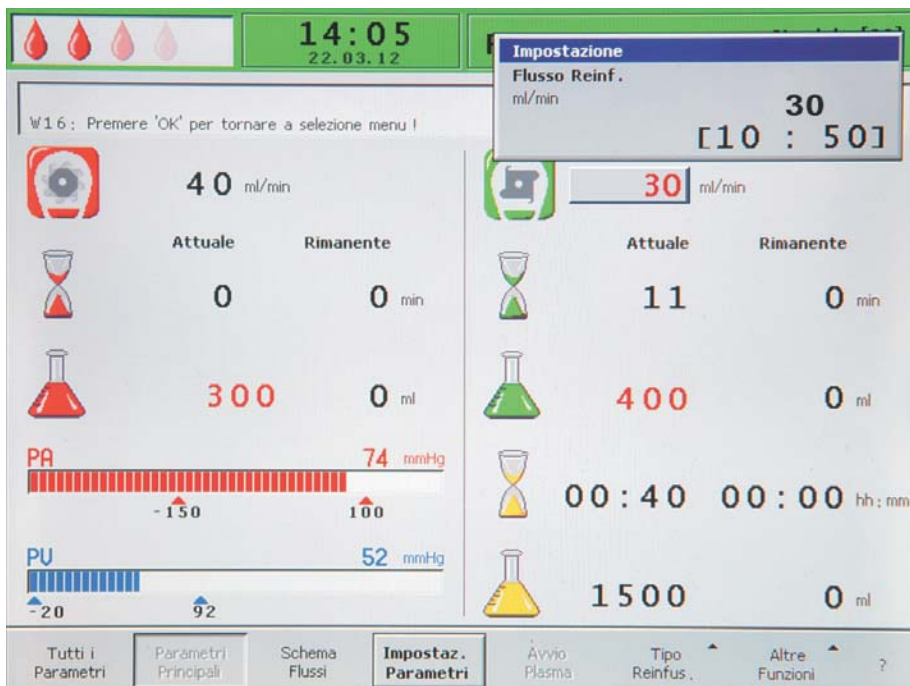 14:05
22.03.12
Impostazione
Flusso Reinf.
ml/min
30
[10 : 50]
W16: Premere 'OK' per tornare a selezione menu !
40 ml/min
30 ml/min
Attuale Rimanente
Attuale Rimanente
0 0 min
11 0 min
300 0 ml
400 0 ml
PA 74 mmHg
-150 100
00:40 00:00 hh:mm
PV 52 mmHg
-20 92
1500 0 ml
Tutti i Parametri
Parametri Principali
Schema Flussi
Impostaz. Parametri
Avvio Plasma
Tipo Reinfus.
Altre Funzioni
?